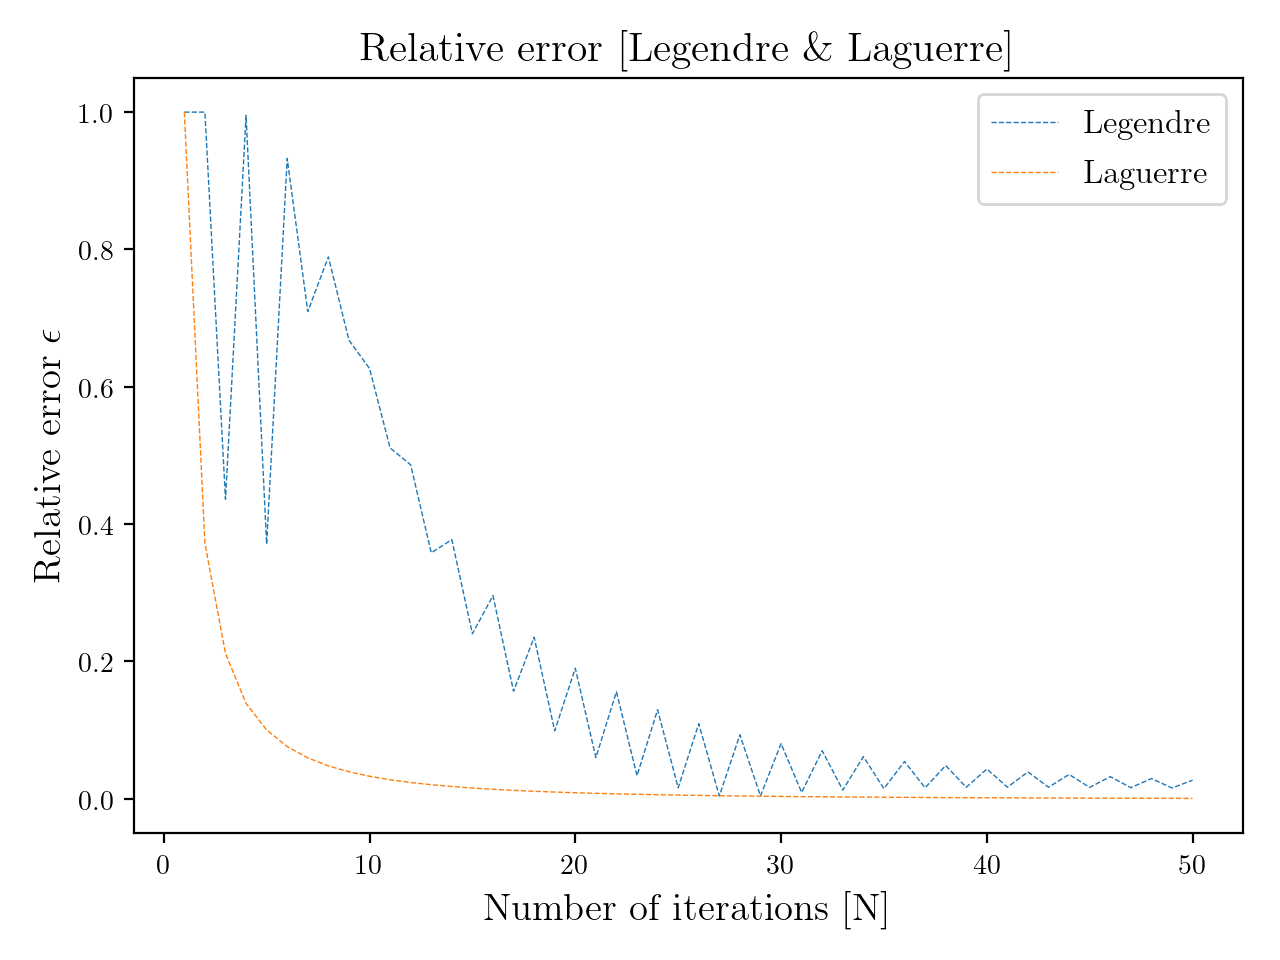 Relative error [Legendre & Laguerre]
Legendre
Laguerre
Relative error ϵ
1.0
0.8
0.6
0.4
0.2
0.0
0 10 20 30 40 50
Number of iterations [N]